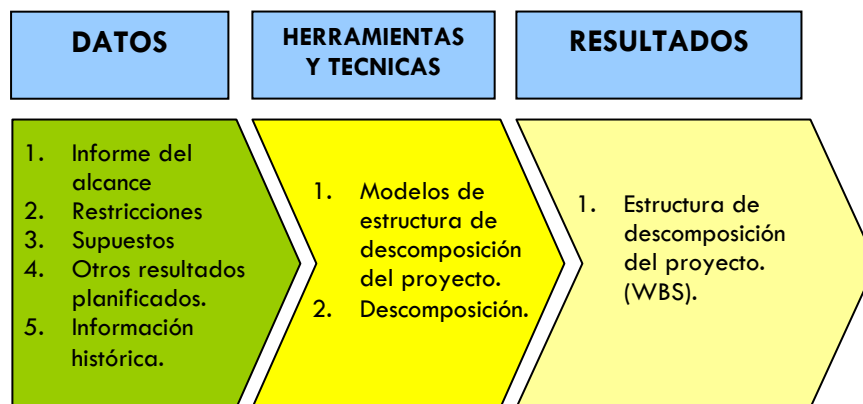 DATOS
1. Informe del
alcance
2. Restricciones
3. Supuestos
4. Otros resultados
planificados.
5. Información
histórica.
HERRAMIENTAS
Y TECNICAS
1. Modelos de
estructura de
descomposición
del proyecto.
2. Descomposición.
RESULTADOS
1. Estructura de
descomposición
del proyecto.
(WBS).